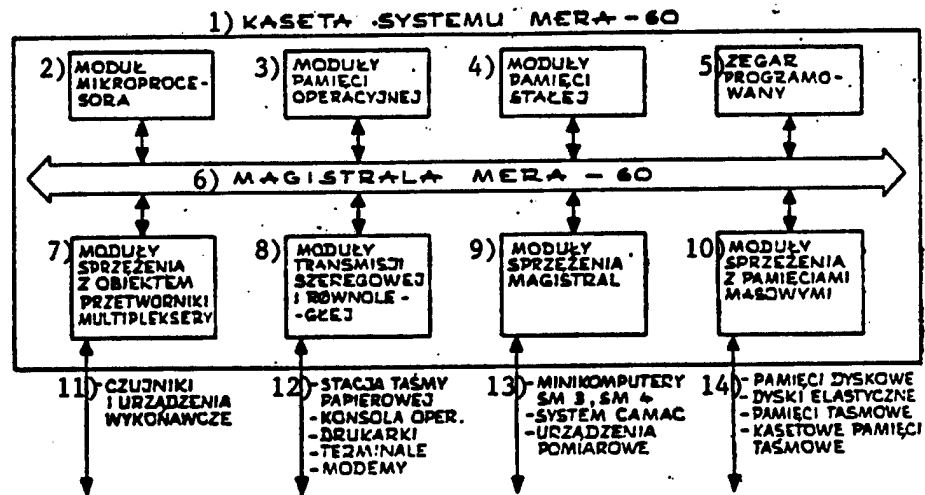 1) KASETA SYSTEMU MERA - 60
2) MODUŁ
MIKROPROCE-
SORA
3) MODUŁY
PAMIĘCI
OPERACYJNEJ
4) MODUŁY
PAMIĘCI
STAŁEJ
5) ZEGAR
PROGRAMO-
WANY
6) MAGISTRALA MERA - 60
7) MODUŁY
SPRZĘŻENIA
Z OBIEKTEM
PRZETWORNIKI
MULTIPLEKSERY
8) MODUŁY
TRANSMISJI
SZEREGOWEJ
I RÓWNOLE-
-GŁEJ
9) MODUŁY
SPRZĘŻENIA
MAGISTRAL
10) MODUŁY
SPRZĘŻENIA
Z PAMIĘCIAMI
MASOWYMI
11) -CZUJNIKI
I URZĄDZENIA
WYKONAWCZE
12) -STACJA TAŚMY
PAPIEROWEJ
-KONSOLA OPER.
-DRUKARKI
-TERMINALE
-MODEMY
13) -MINIKOMPUTERY
SM 3, SM 4
-SYSTEM CAMAC
-URZĄDZENIA
POMIAROWE
14) -PAMIĘCI DYSKOWE
-DYSKI ELASTYCZNE
-PAMIĘCI TAŚMOWE
-KASETOWE PAMIĘCI
TAŚMOWE